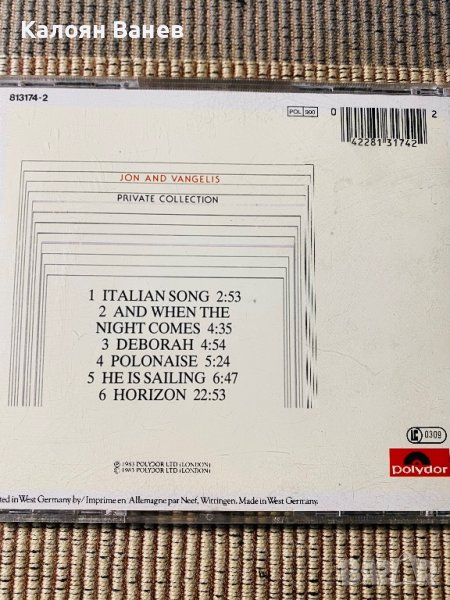 Калоян Ванев
813174-2
POL 900
0 42281 31742 2
JON AND VANGELIS
PRIVATE COLLECTION
1 ITALIAN SONG 2:53
2 AND WHEN THE
NIGHT COMES 4:35
3 DEBORAH 4:54
4 POLONAISE 5:24
5 HE IS SAILING 6:47
6 HORIZON 22:53
LC 0309
polydor
℗ 1983 POLYDOR LTD (LONDON)
© 1983 POLYDOR LTD (LONDON)
ted in West Germany by/Imprimé en Allemagne par Neef, Wittingen. Made in West Germany.